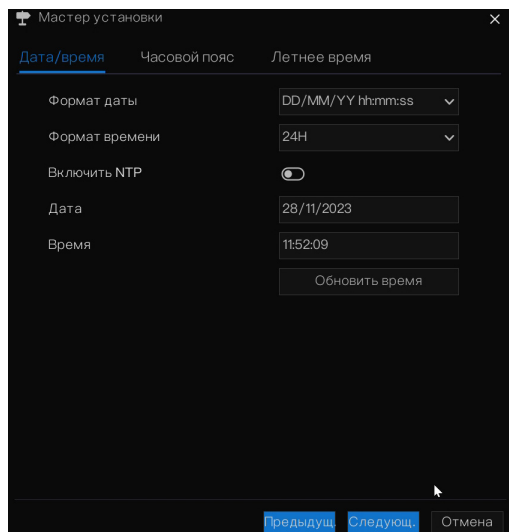 Мастер установки
Дата/время Часовой пояс Летнее время
Формат даты DD/MM/YY hh:mm:ss
Формат времени 24H
Включить NTP
Дата 28/11/2023
Время 11:52:09
Обновить время
Предыдущ. Следующ. Отмена